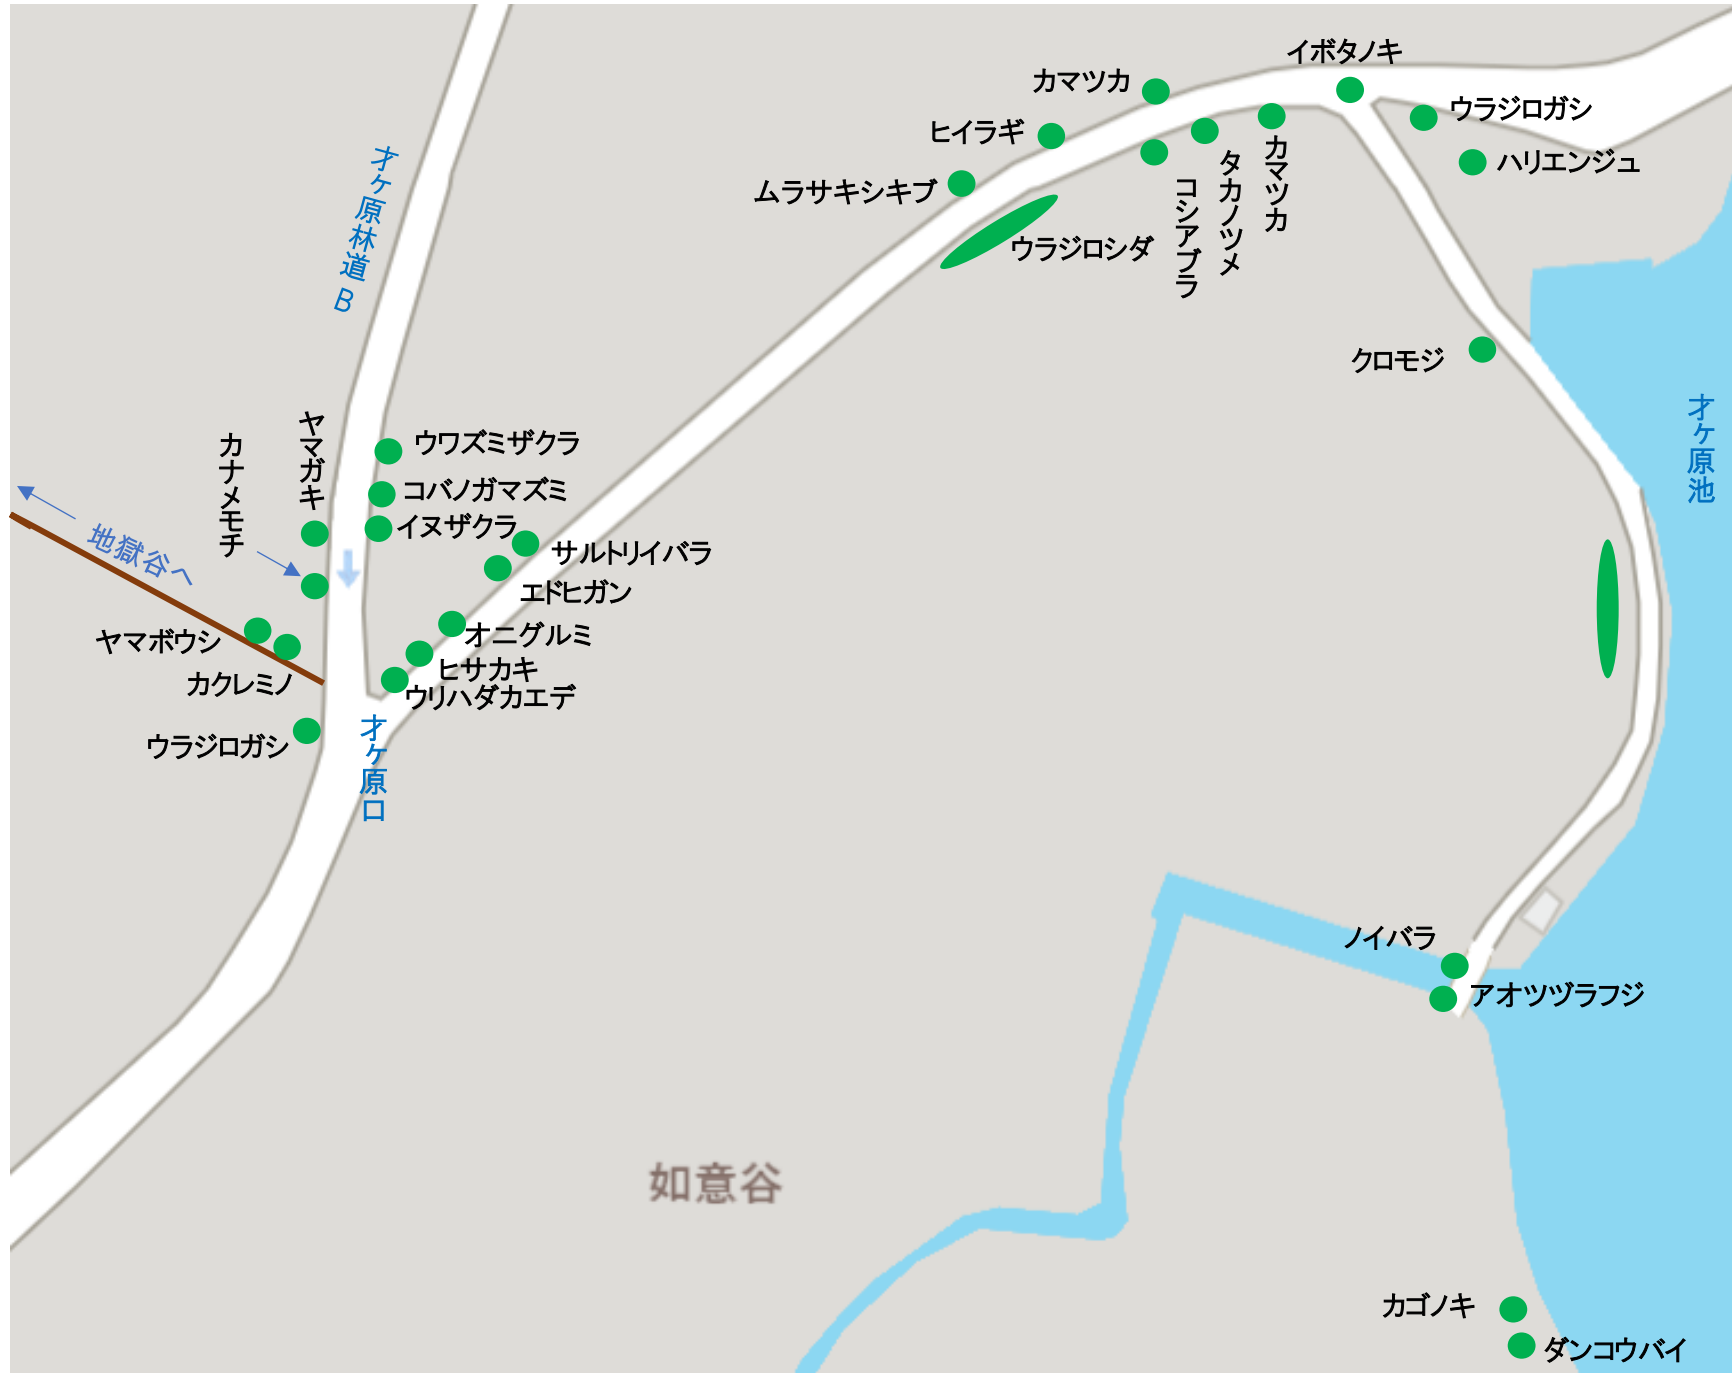 イボタノキ
カマツカ
ウラジロガシ
ヒイラギ
ハリエンジュ
カマツカ
タカノツメ
コシアブラ
ムラサキシキブ
ウラジロシダ
才ヶ原林道 B
クロモジ
才ヶ原池
ヤマガキ
カナメモチ
ウワズミザクラ
コバノガマズミ
イヌザクラ
サルトリイバラ
エドヒガン
地獄谷へ
オニグルミ
ヤマボウシ
ヒサカキ
カクレミノ
ウリハダカエデ
ウラジロガシ
才ヶ原口
ノイバラ
アオツヅラフジ
如意谷
カゴノキ
ダンコウバイ